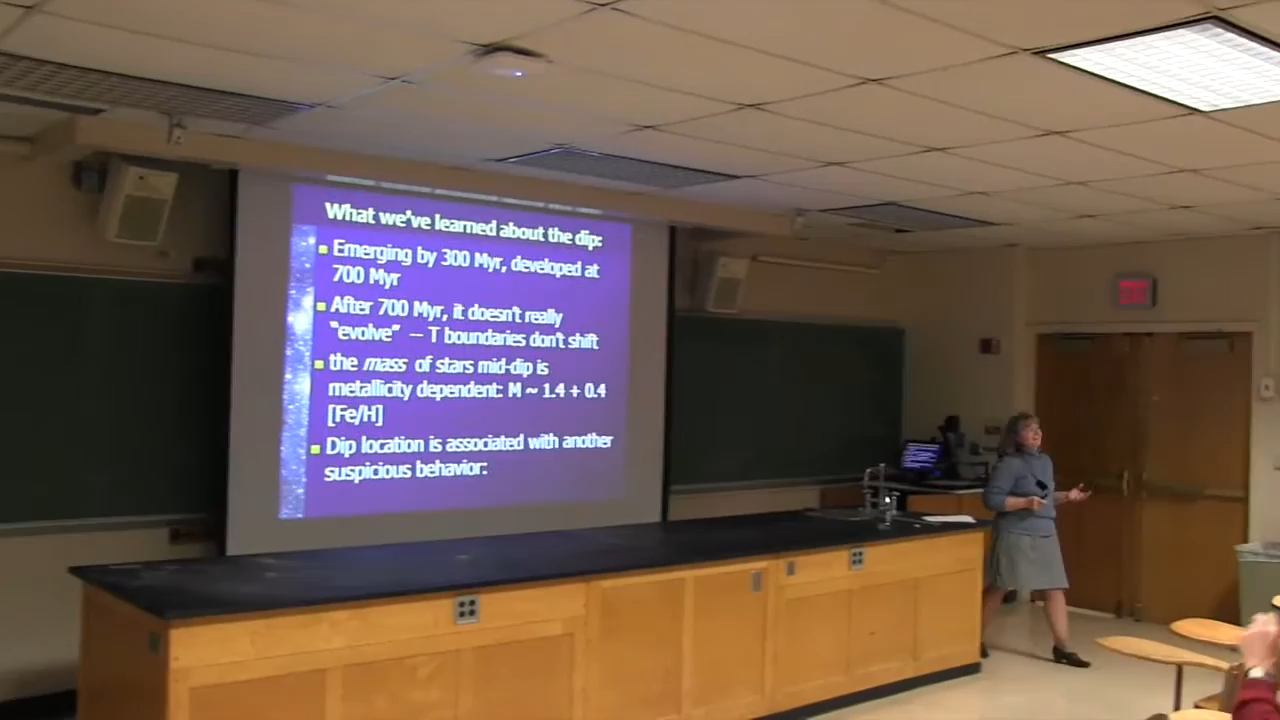 What we've learned about the dip:
Emerging by 300 Myr, developed at
700 Myr
After 700 Myr, it doesn't really
"evolve" -- T boundaries don't shift
the mass of stars mid-dip is
metallicity dependent: M ~ 1.4 + 0.4
[Fe/H]
Dip location is associated with another
suspicious behavior: